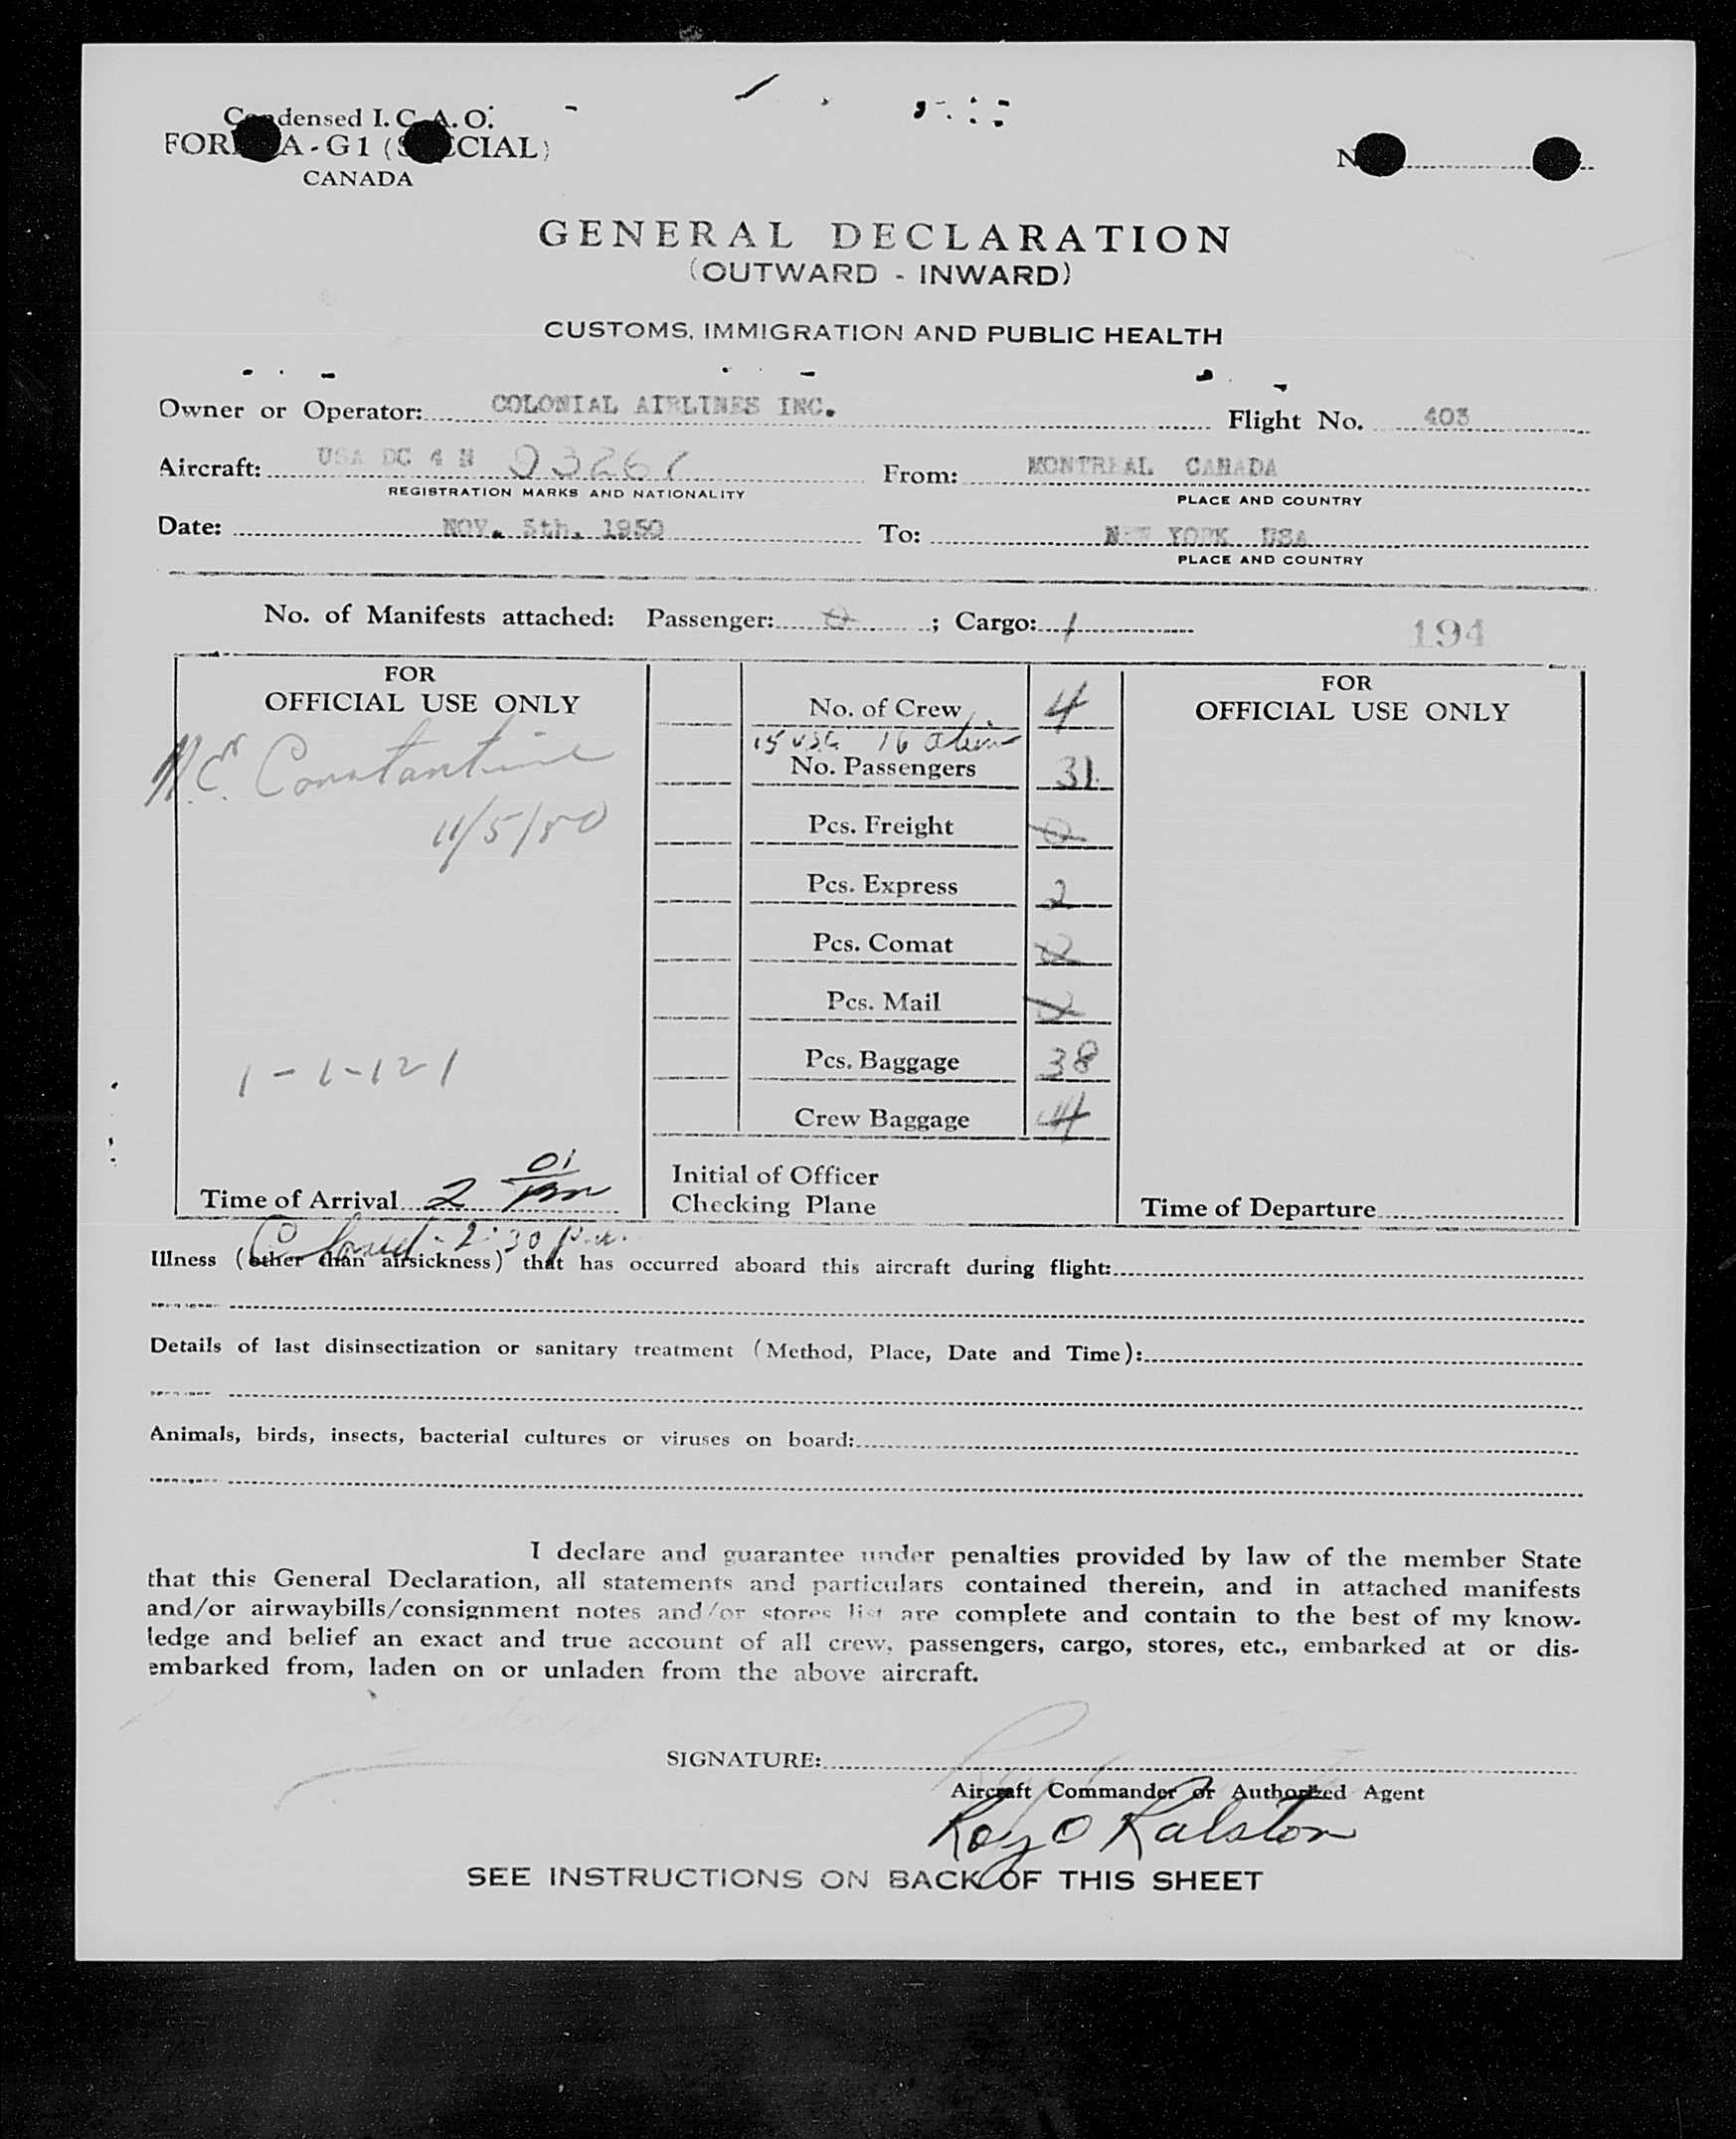 Condensed I. C. A. O.
FORM A - G1 (SPECIAL)
CANADA
GENERAL DECLARATION
(OUTWARD - INWARD)
CUSTOMS, IMMIGRATION AND PUBLIC HEALTH
Owner or Operator: COLONIAL AIRLINES INC. Flight No. 403
Aircraft: USA DC 4 N 93267 From: MONTREAL CANADA
REGISTRATION MARKS AND NATIONALITY PLACE AND COUNTRY
Date: NOV. 5th. 1950 To: NEW YORK USA
PLACE AND COUNTRY
No. of Manifests attached: Passenger: 0 ; Cargo: 1
194
FOR
OFFICIAL USE ONLY
Constantine
11/5/50
1-1-121
Time of Arrival 2 01 pm
2:30 p.m.
No. of Crew 4
15 USC 16 alien
No. Passengers 31
Pcs. Freight 0
Pcs. Express 2
Pcs. Comat 0
Pcs. Mail 0
Pcs. Baggage 38
Crew Baggage 4
Initial of Officer
Checking Plane
FOR
OFFICIAL USE ONLY
Time of Departure
Illness (other than airsickness) that has occurred aboard this aircraft during flight:
Details of last disinsectization or sanitary treatment (Method, Place, Date and Time):
Animals, birds, insects, bacterial cultures or viruses on board:
I declare and guarantee under penalties provided by law of the member State
that this General Declaration, all statements and particulars contained therein, and in attached manifests
and/or airwaybills/consignment notes and/or stores list are complete and contain to the best of my know-
ledge and belief an exact and true account of all crew, passengers, cargo, stores, etc., embarked at or dis-
embarked from, laden on or unladen from the above aircraft.
SIGNATURE:
Aircraft Commander or Authorized Agent
Roy O Ralston
SEE INSTRUCTIONS ON BACK OF THIS SHEET